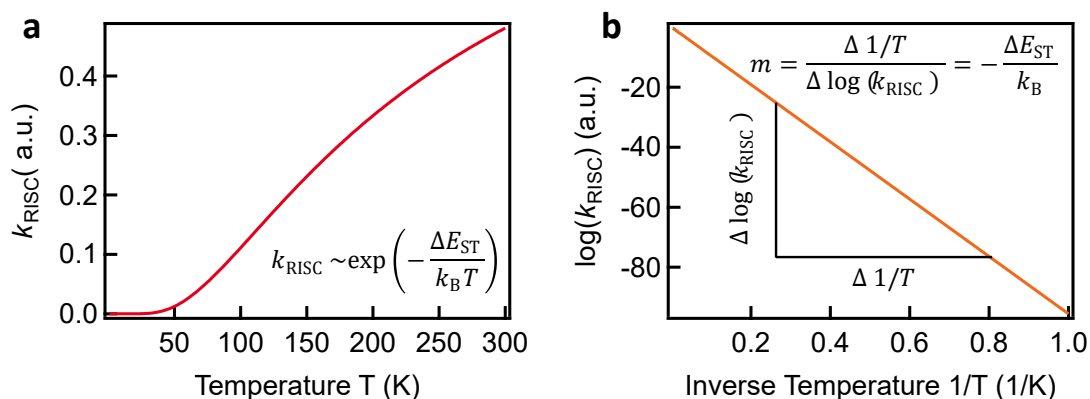 a
k_RISC( a.u.)
0.4
0.3
0.2
0.1
0.0
k_RISC ~exp(−ΔE_ST/k_BT)
50 100 150 200 250 300
Temperature T (K)
b
log(k_RISC) (a.u.)
-20
-40
-60
-80
m = Δ 1/T / Δ log (k_RISC ) = − ΔE_ST/k_B
Δ log (k_RISC )
Δ 1/T
0.2 0.4 0.6 0.8 1.0
Inverse Temperature 1/T (1/K)